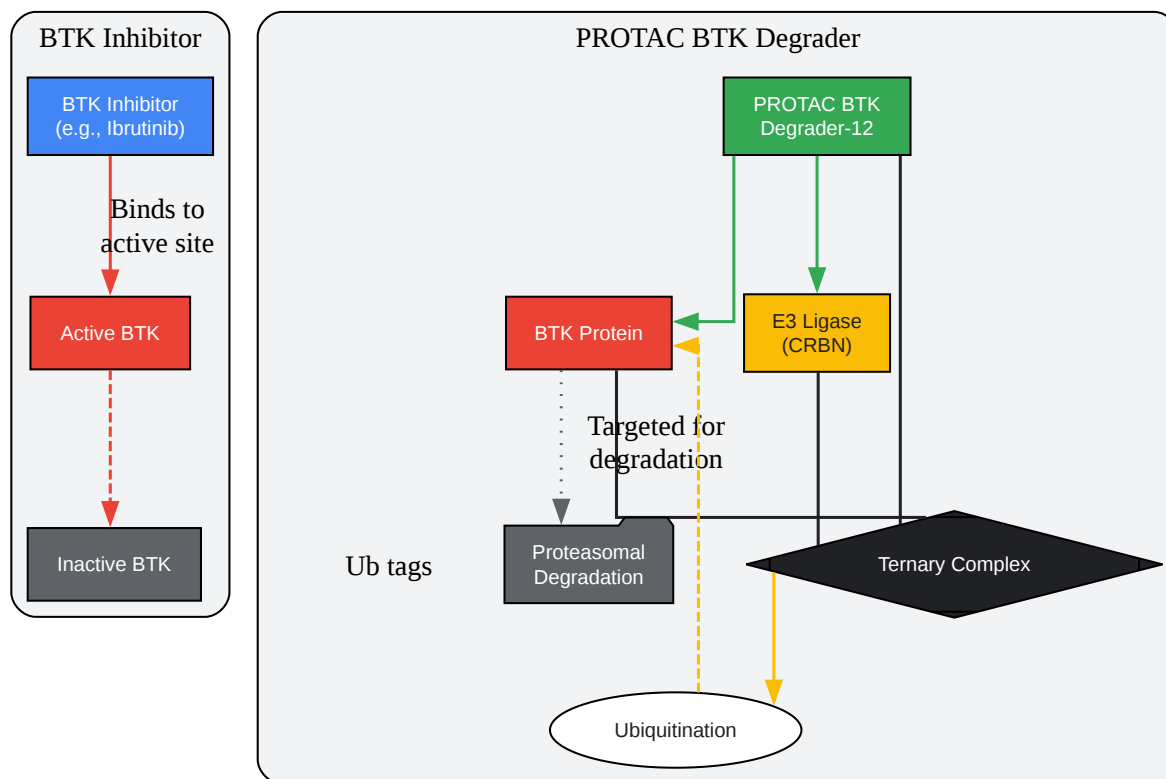 BTK Inhibitor
BTK Inhibitor
(e.g., Ibrutinib)
Binds to
active site
Active BTK
Inactive BTK
PROTAC BTK Degrader
PROTAC BTK
Degrader-12
BTK Protein
E3 Ligase
(CRBN)
Targeted for
degradation
Ub tags
Proteasomal
Degradation
Ternary Complex
Ubiquitination